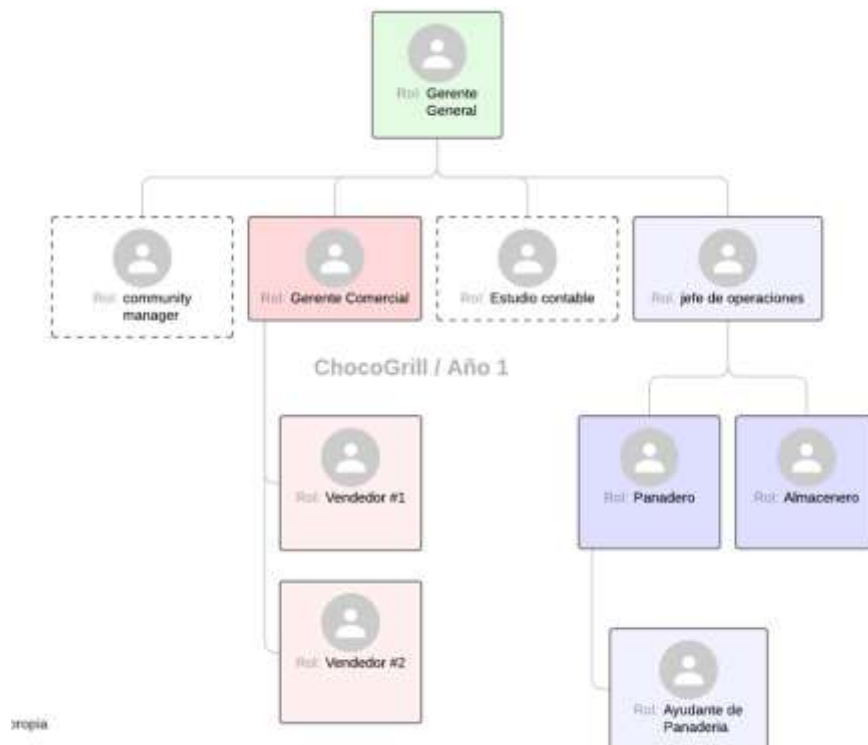 Rol: Gerente
General
Rol: community
manager
Rol: Gerente Comercial
Rol: Estudio contable
Rol: jefe de operaciones
ChocoGrill / Año 1
Rol: Vendedor #1
Rol: Panadero
Rol: Almacenero
Rol: Vendedor #2
Rol: Ayudante de
Panaderia
propia